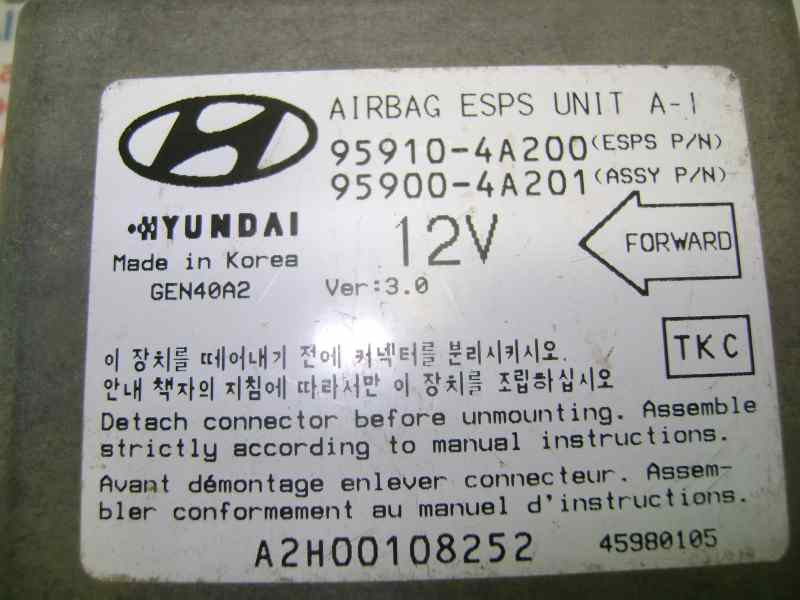 AIRBAG ESPS UNIT A-I
95910-4A200 (ESPS P/N)
95900-4A201 (ASSY P/N)
HYUNDAI
12V
FORWARD
Made in Korea
GEN40A2
Ver:3.0
TKC
이 장치를 떼어내기 전에 커넥터를 분리시키시오.
안내 책자의 지침에 따라서만 이 장치를 조립하십시오
Detach connector before unmounting. Assemble
strictly according to manual instructions.
Avant démontage enlever connecteur. Assem-
bler conformement au manuel d'instructions.
A2H00108252
45980105